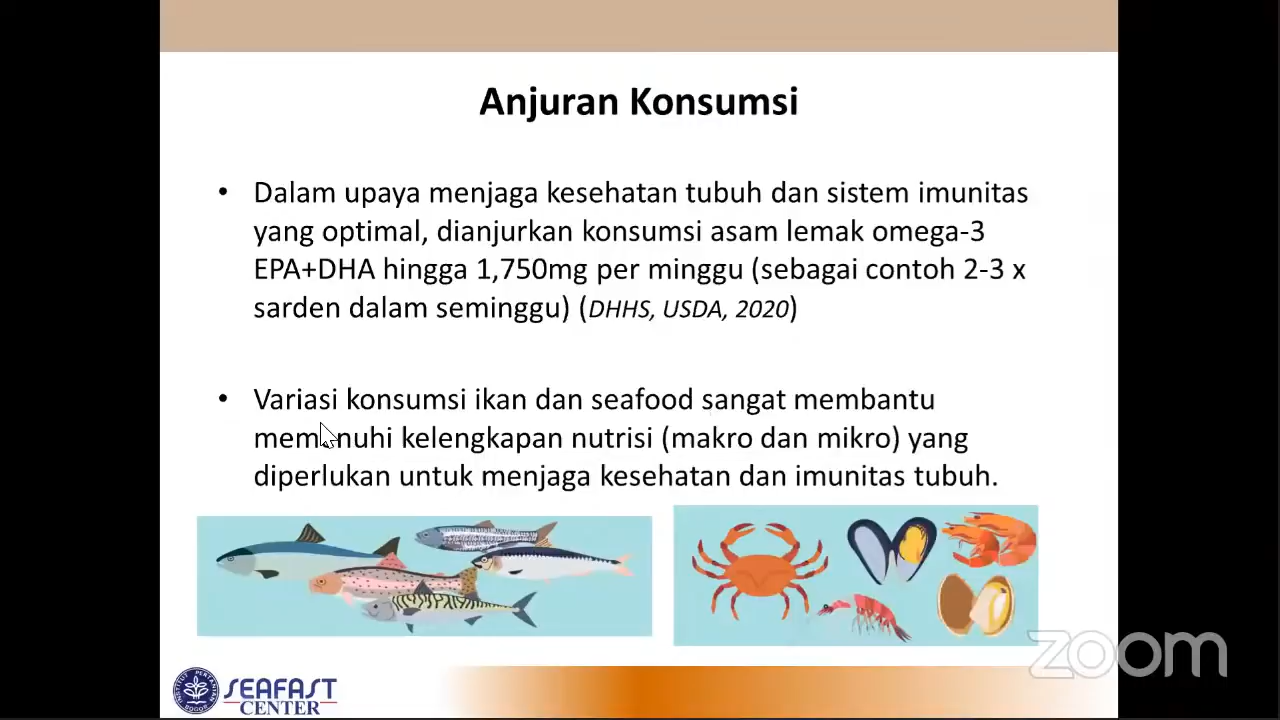 Anjuran Konsumsi
• Dalam upaya menjaga kesehatan tubuh dan sistem imunitas
yang optimal, dianjurkan konsumsi asam lemak omega-3
EPA+DHA hingga 1,750mg per minggu (sebagai contoh 2-3 x
sarden dalam seminggu) (DHHS, USDA, 2020)
• Variasi konsumsi ikan dan seafood sangat membantu
memenuhi kelengkapan nutrisi (makro dan mikro) yang
diperlukan untuk menjaga kesehatan dan imunitas tubuh.
zoom
INSTITUT PERTANIAN
BOGOR
SEAFAST
CENTER